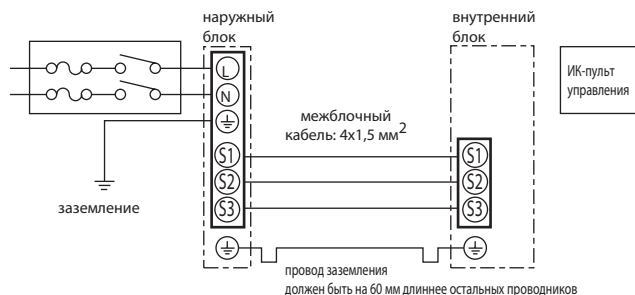 наружный
блок
внутренний
блок
ИК-пульт
управления
L
N
межблочный
кабель: 4x1,5 мм²
S1
S2
S3
S1
S2
S3
заземление
провод заземления
должен быть на 60 мм длиннее остальных проводников